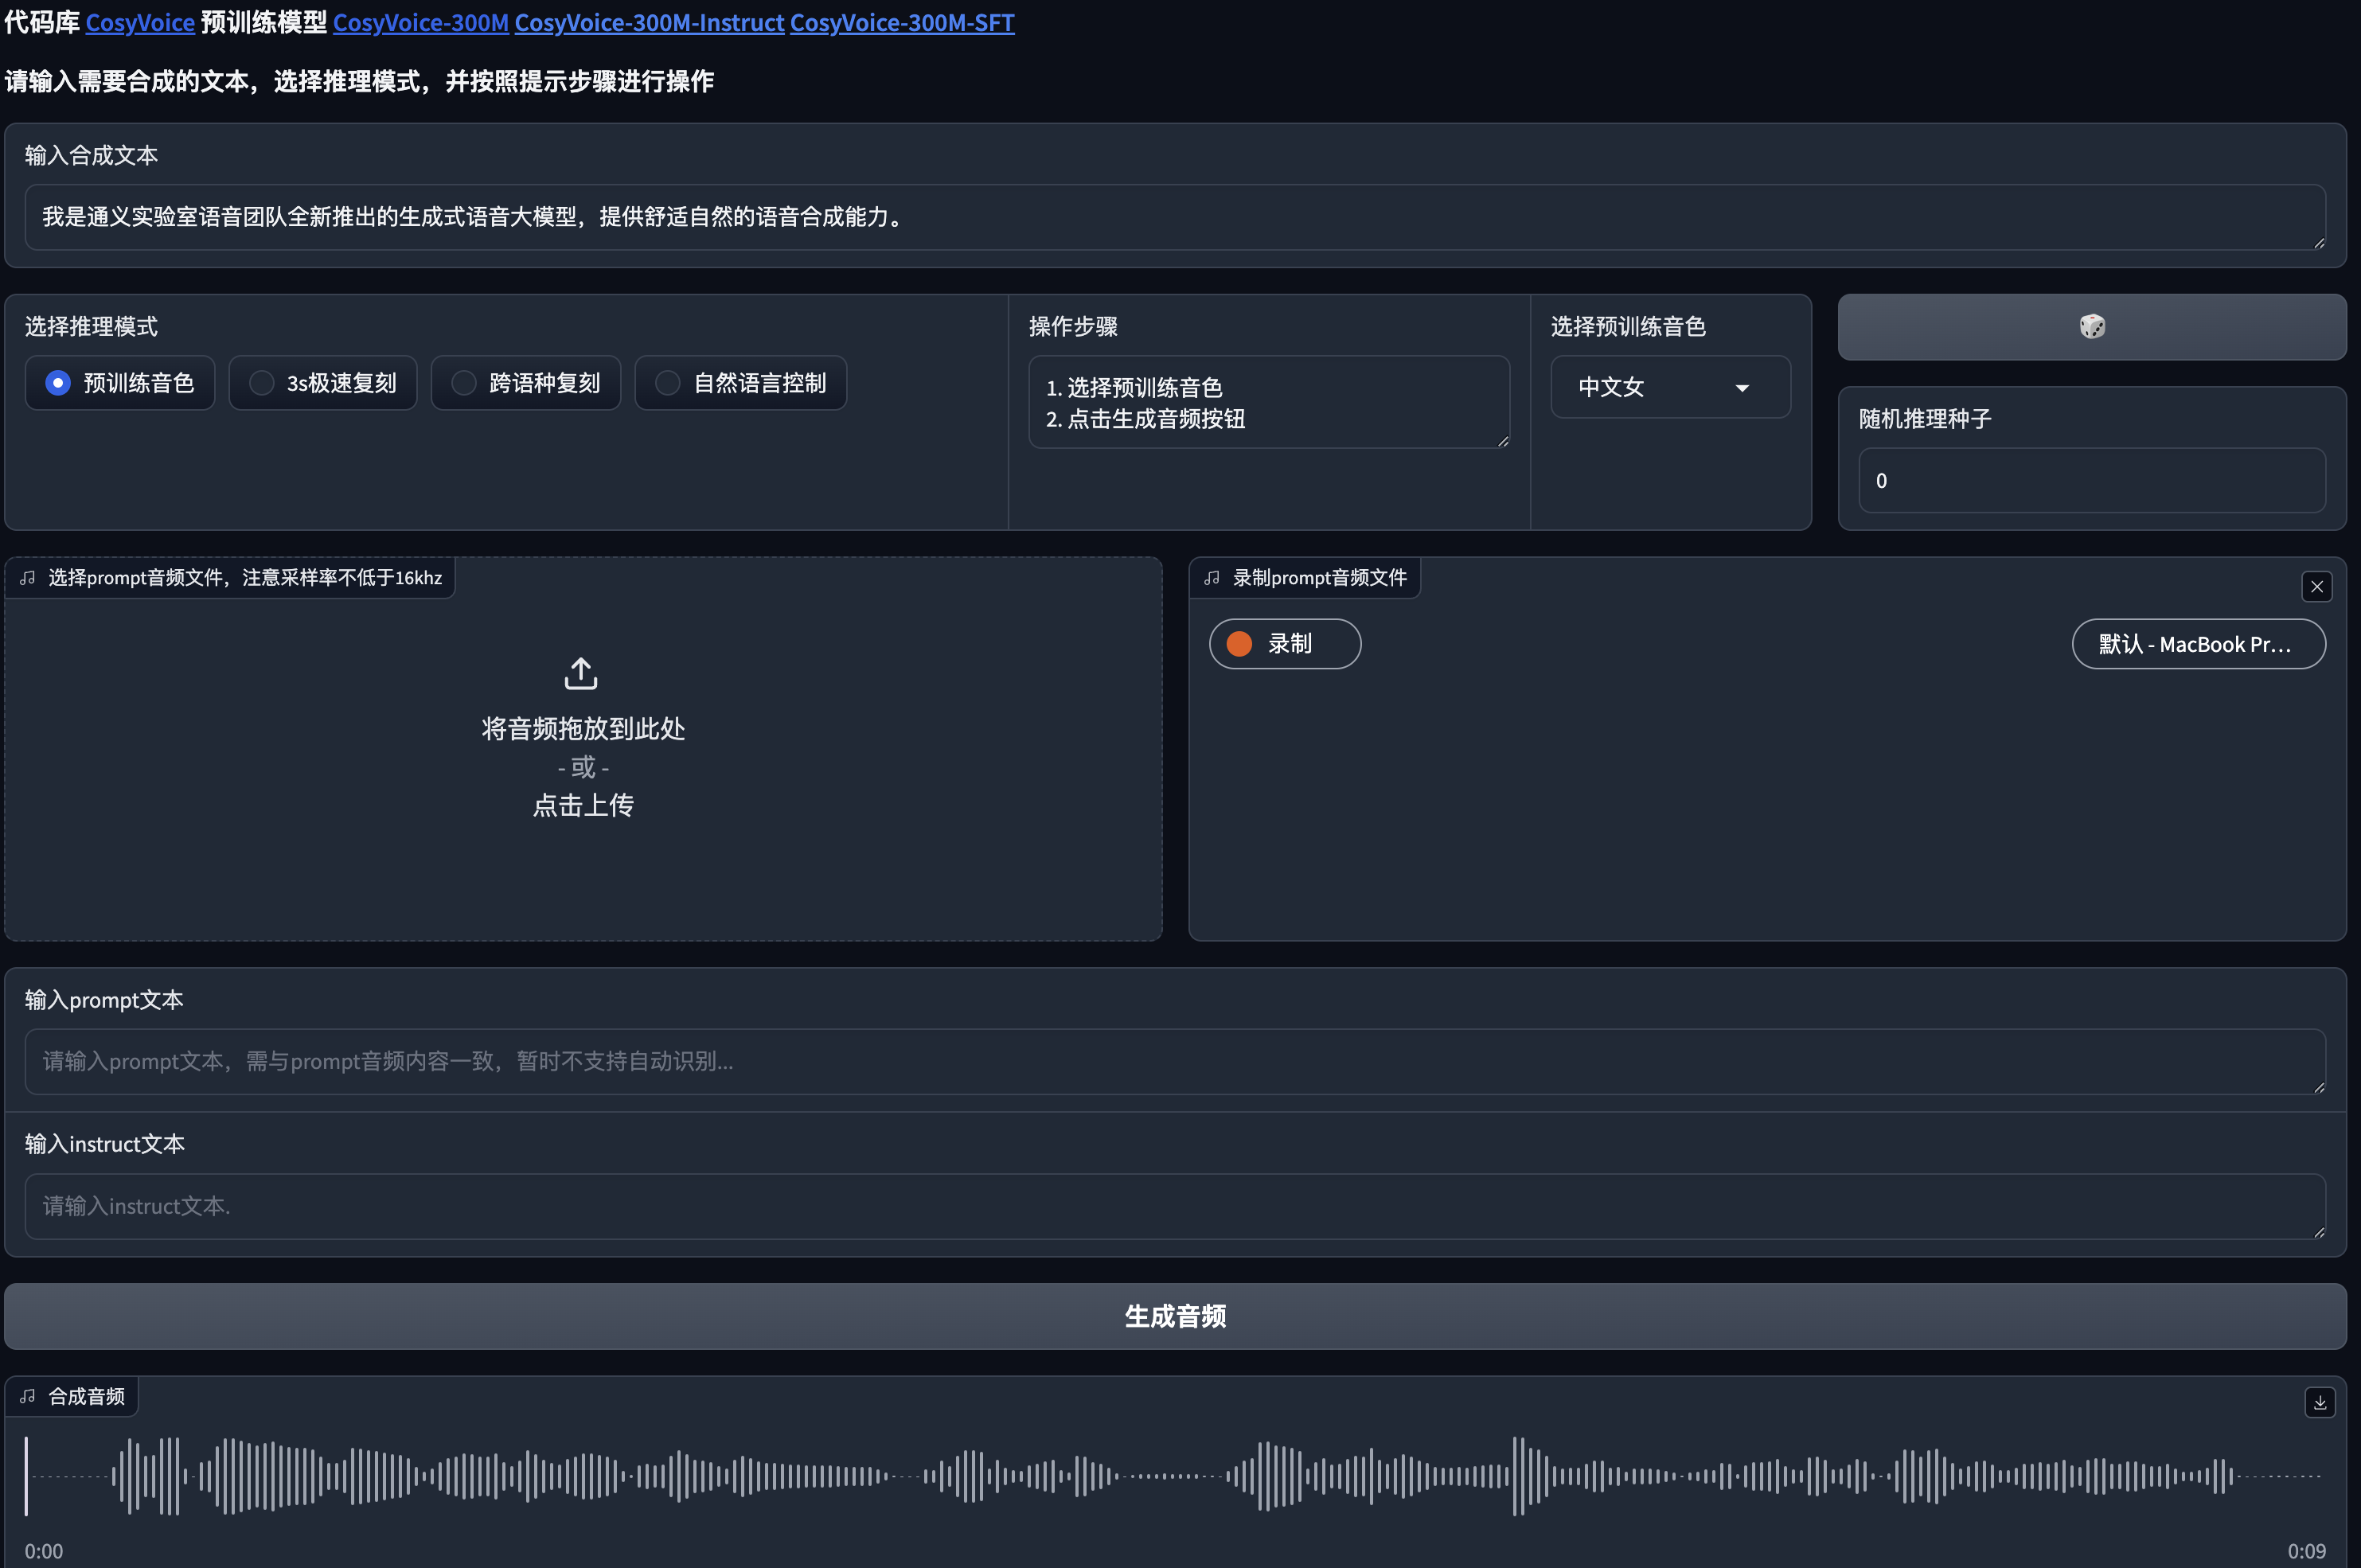 代码库 CosyVoice 预训练模型 CosyVoice-300M CosyVoice-300M-Instruct CosyVoice-300M-SFT
请输入需要合成的文本，选择推理模式，并按照提示步骤进行操作
输入合成文本
我是通义实验室语音团队全新推出的生成式语音大模型，提供舒适自然的语音合成能力。
选择推理模式
预训练音色 3s极速复刻 跨语种复刻 自然语言控制
操作步骤
1. 选择预训练音色
2. 点击生成音频按钮
选择预训练音色
中文女
随机推理种子
0
选择prompt音频文件，注意采样率不低于16khz
将音频拖放到此处
- 或 -
点击上传
录制prompt音频文件
录制
默认 - MacBook Pr...
输入prompt文本
请输入prompt文本，需与prompt音频内容一致，暂时不支持自动识别...
输入instruct文本
请输入instruct文本.
生成音频
合成音频
0:00 0:09